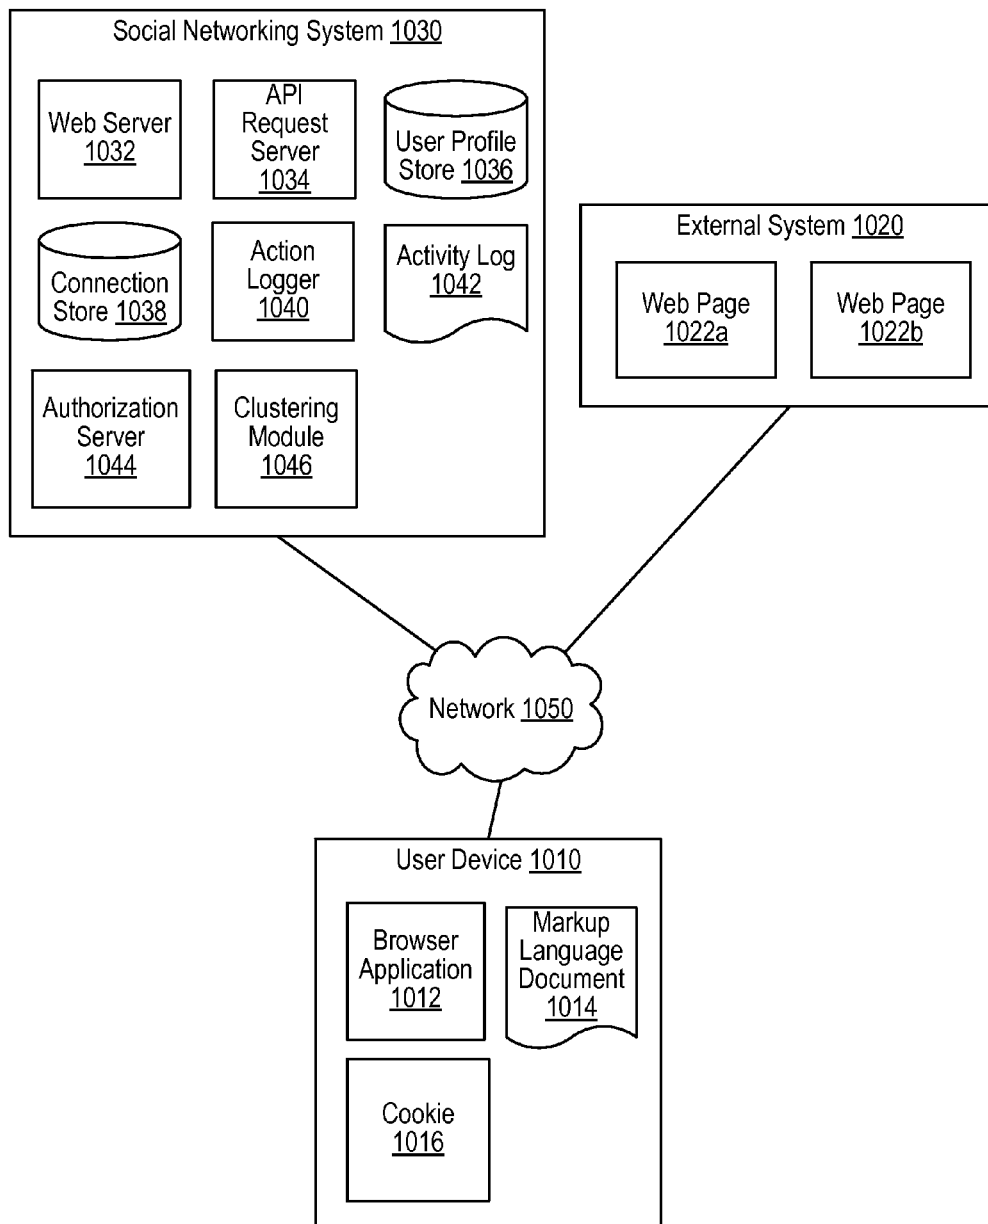 Social Networking System 1030
Web Server
1032
API
Request
Server
1034
User Profile
Store 1036
Connection
Store 1038
Action
Logger
1040
Activity Log
1042
Authorization
Server
1044
Clustering
Module
1046
External System 1020
Web Page
1022a
Web Page
1022b
Network 1050
User Device 1010
Browser
Application
1012
Markup
Language
Document
1014
Cookie
1016